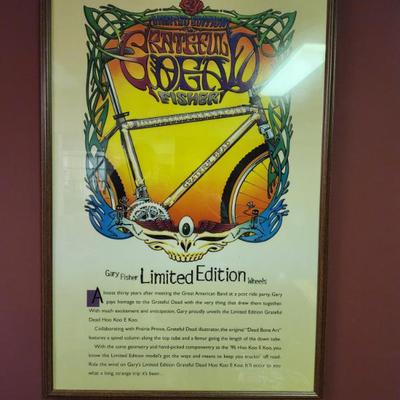 LIMITED EDITION
GRATEFUL
DEAD
FISHER
GRATEFUL DEAD
Gary Fisher Limited Edition Wheels
Almost thirty years after meeting the Great American Band at a post ride party, Gary
pays homage to the Grateful Dead with the very thing that drew them together.
With much excitement and anticipation, Gary proudly unveils the Limited Edition Grateful
Dead Hoo Koo E Koo.
Collaborating with Prairie Prince, Grateful Dead illustrator, the original "Dead Bone Art"
features a spinal column along the top tube and a femur going the length of the down tube.
With the same geometry and hand-picked componentry as the '96 Hoo Koo E Koo, you
know the Limited Edition model's got the ways and means to keep you truckin' off road.
Ride the wind on Gary's Limited Edition Grateful Dead Hoo Koo E Koo. It'll occur to you
what a long strange trip it's been...